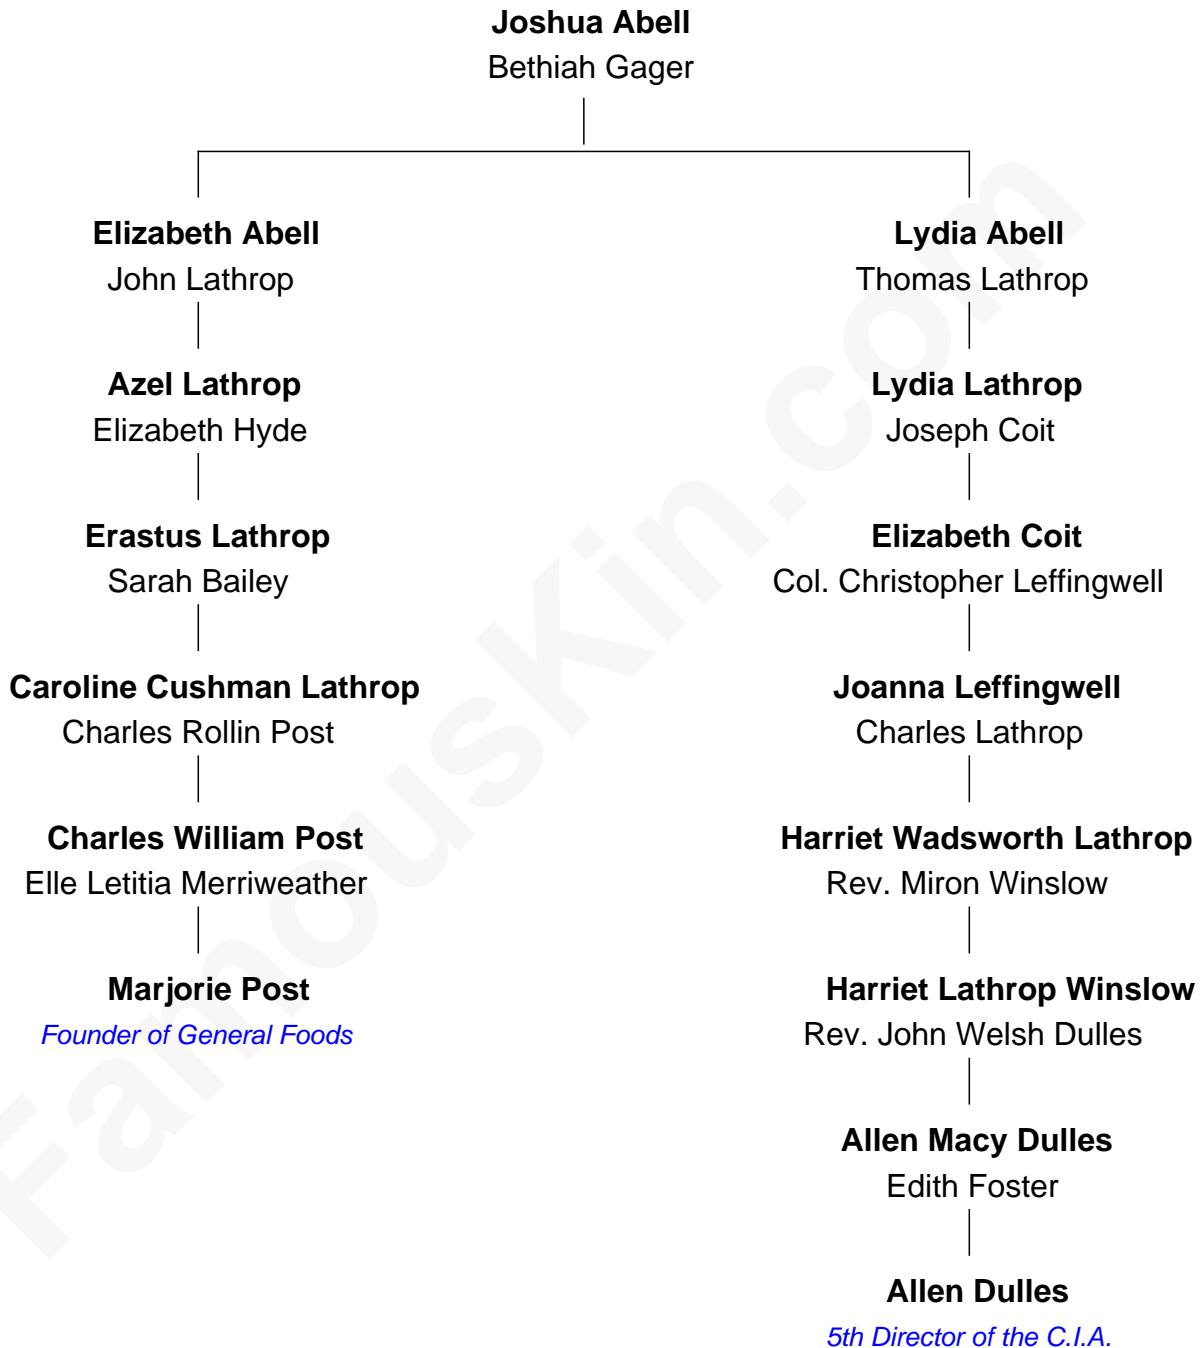 Joshua Abell
Bethiah Gager
Elizabeth Abell
John Lathrop
Azel Lathrop
Elizabeth Hyde
Erastus Lathrop
Sarah Bailey
Caroline Cushman Lathrop
Charles Rollin Post
Charles William Post
Elle Letitia Merriweather
Marjorie Post
Founder of General Foods
Lydia Abell
Thomas Lathrop
Lydia Lathrop
Joseph Coit
Elizabeth Coit
Col. Christopher Leffingwell
Joanna Leffingwell
Charles Lathrop
Harriet Wadsworth Lathrop
Rev. Miron Winslow
Harriet Lathrop Winslow
Rev. John Welsh Dulles
Allen Macy Dulles
Edith Foster
Allen Dulles
5th Director of the C.I.A.
FamousKin.com